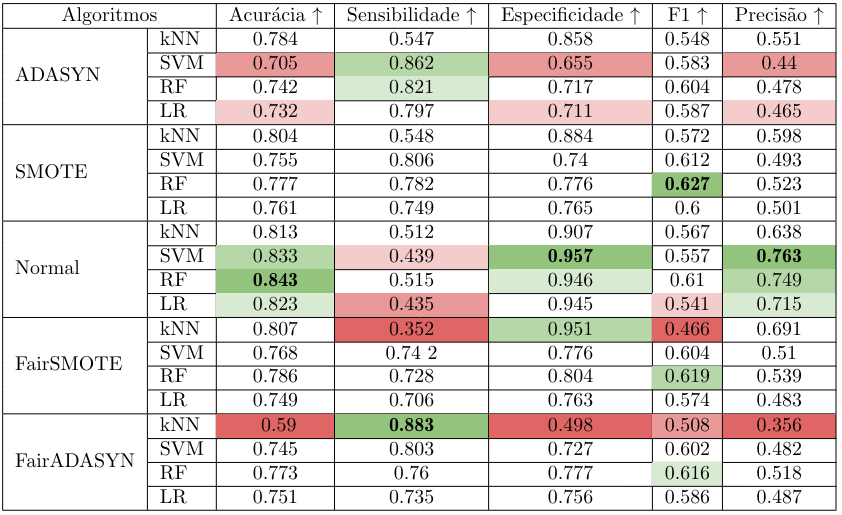 Algoritmos Acurácia ↑ Sensibilidade ↑ Especificidade ↑ F1 ↑ Precisão ↑
ADASYN
kNN 0.784 0.547 0.858 0.548 0.551
SVM 0.705 0.862 0.655 0.583 0.44
RF 0.742 0.821 0.717 0.604 0.478
LR 0.732 0.797 0.711 0.587 0.465
SMOTE
kNN 0.804 0.548 0.884 0.572 0.598
SVM 0.755 0.806 0.74 0.612 0.493
RF 0.777 0.782 0.776 0.627 0.523
LR 0.761 0.749 0.765 0.6 0.501
Normal
kNN 0.813 0.512 0.907 0.567 0.638
SVM 0.833 0.439 0.957 0.557 0.763
RF 0.843 0.515 0.946 0.61 0.749
LR 0.823 0.435 0.945 0.541 0.715
FairSMOTE
kNN 0.807 0.352 0.951 0.466 0.691
SVM 0.768 0.74 2 0.776 0.604 0.51
RF 0.786 0.728 0.804 0.619 0.539
LR 0.749 0.706 0.763 0.574 0.483
FairADASYN
kNN 0.59 0.883 0.498 0.508 0.356
SVM 0.745 0.803 0.727 0.602 0.482
RF 0.773 0.76 0.777 0.616 0.518
LR 0.751 0.735 0.756 0.586 0.487